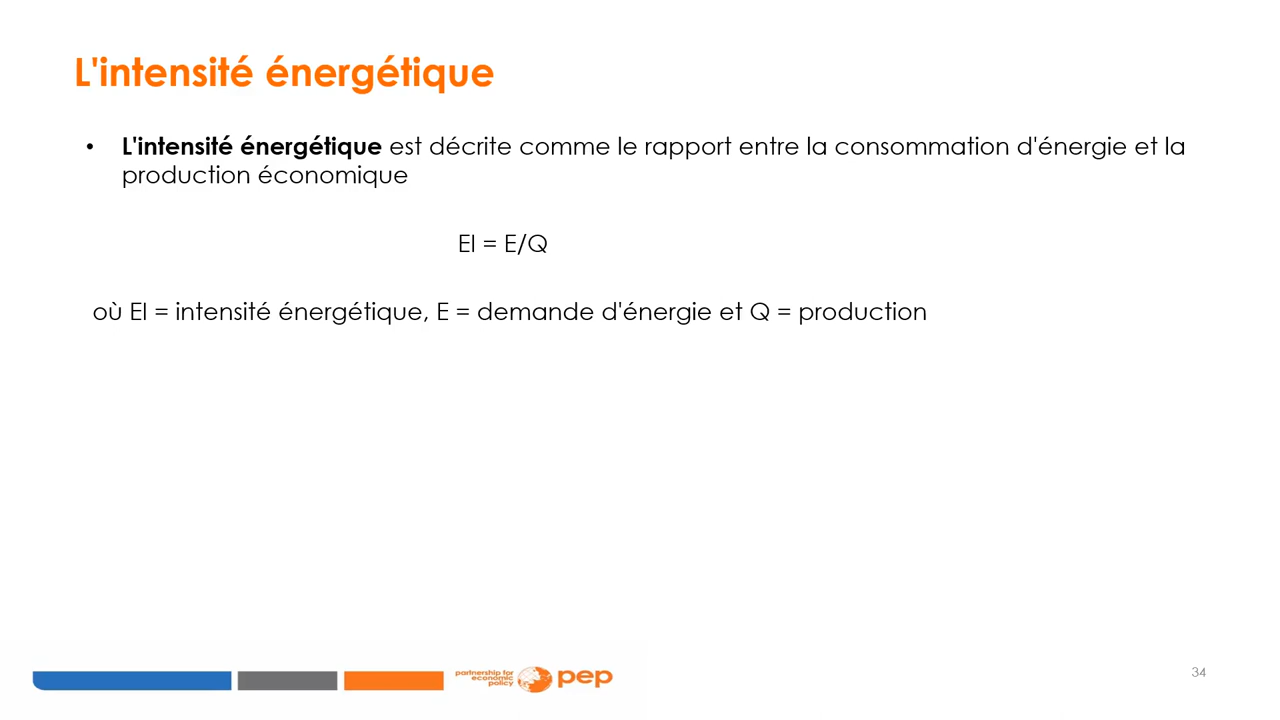 L'intensité énergétique
• L'intensité énergétique est décrite comme le rapport entre la consommation d'énergie et la
production économique
EI = E/Q
où EI = intensité énergétique, E = demande d'énergie et Q = production
partnership for
economic
policy
pep
34